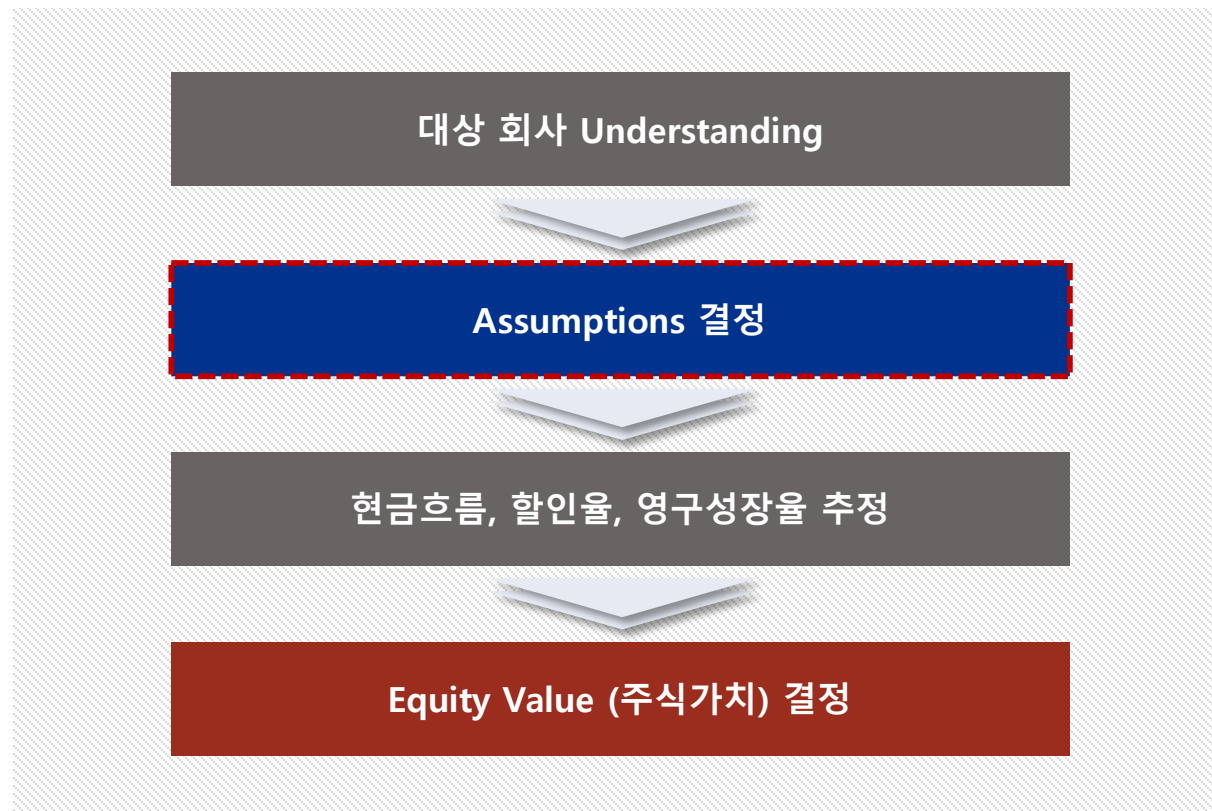 대상 회사 Understanding
Assumptions 결정
현금흐름, 할인율, 영구성장율 추정
Equity Value (주식가치) 결정